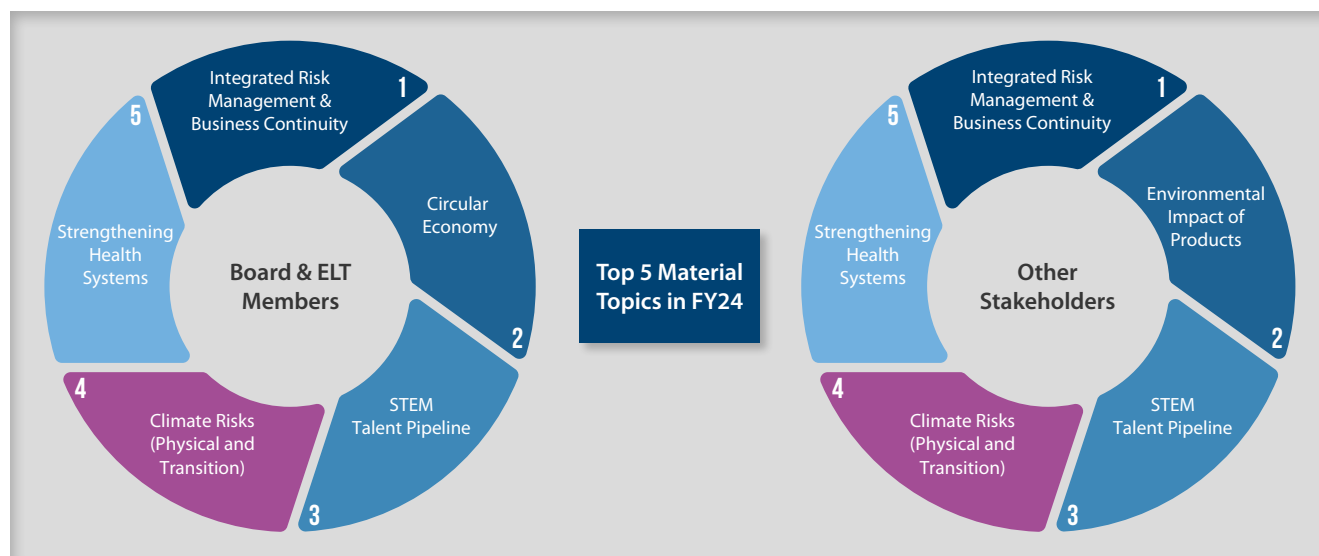 Integrated Risk
Management &
Business Continuity
1
Circular
Economy
2
STEM
Talent Pipeline
3
Climate Risks
(Physical and
Transition)
4
Strengthening
Health
Systems
5
Board & ELT
Members
Top 5 Material
Topics in FY24
Integrated Risk
Management &
Business Continuity
1
Environmental
Impact of
Products
2
STEM
Talent Pipeline
3
Climate Risks
(Physical and
Transition)
4
Strengthening
Health
Systems
5
Other
Stakeholders